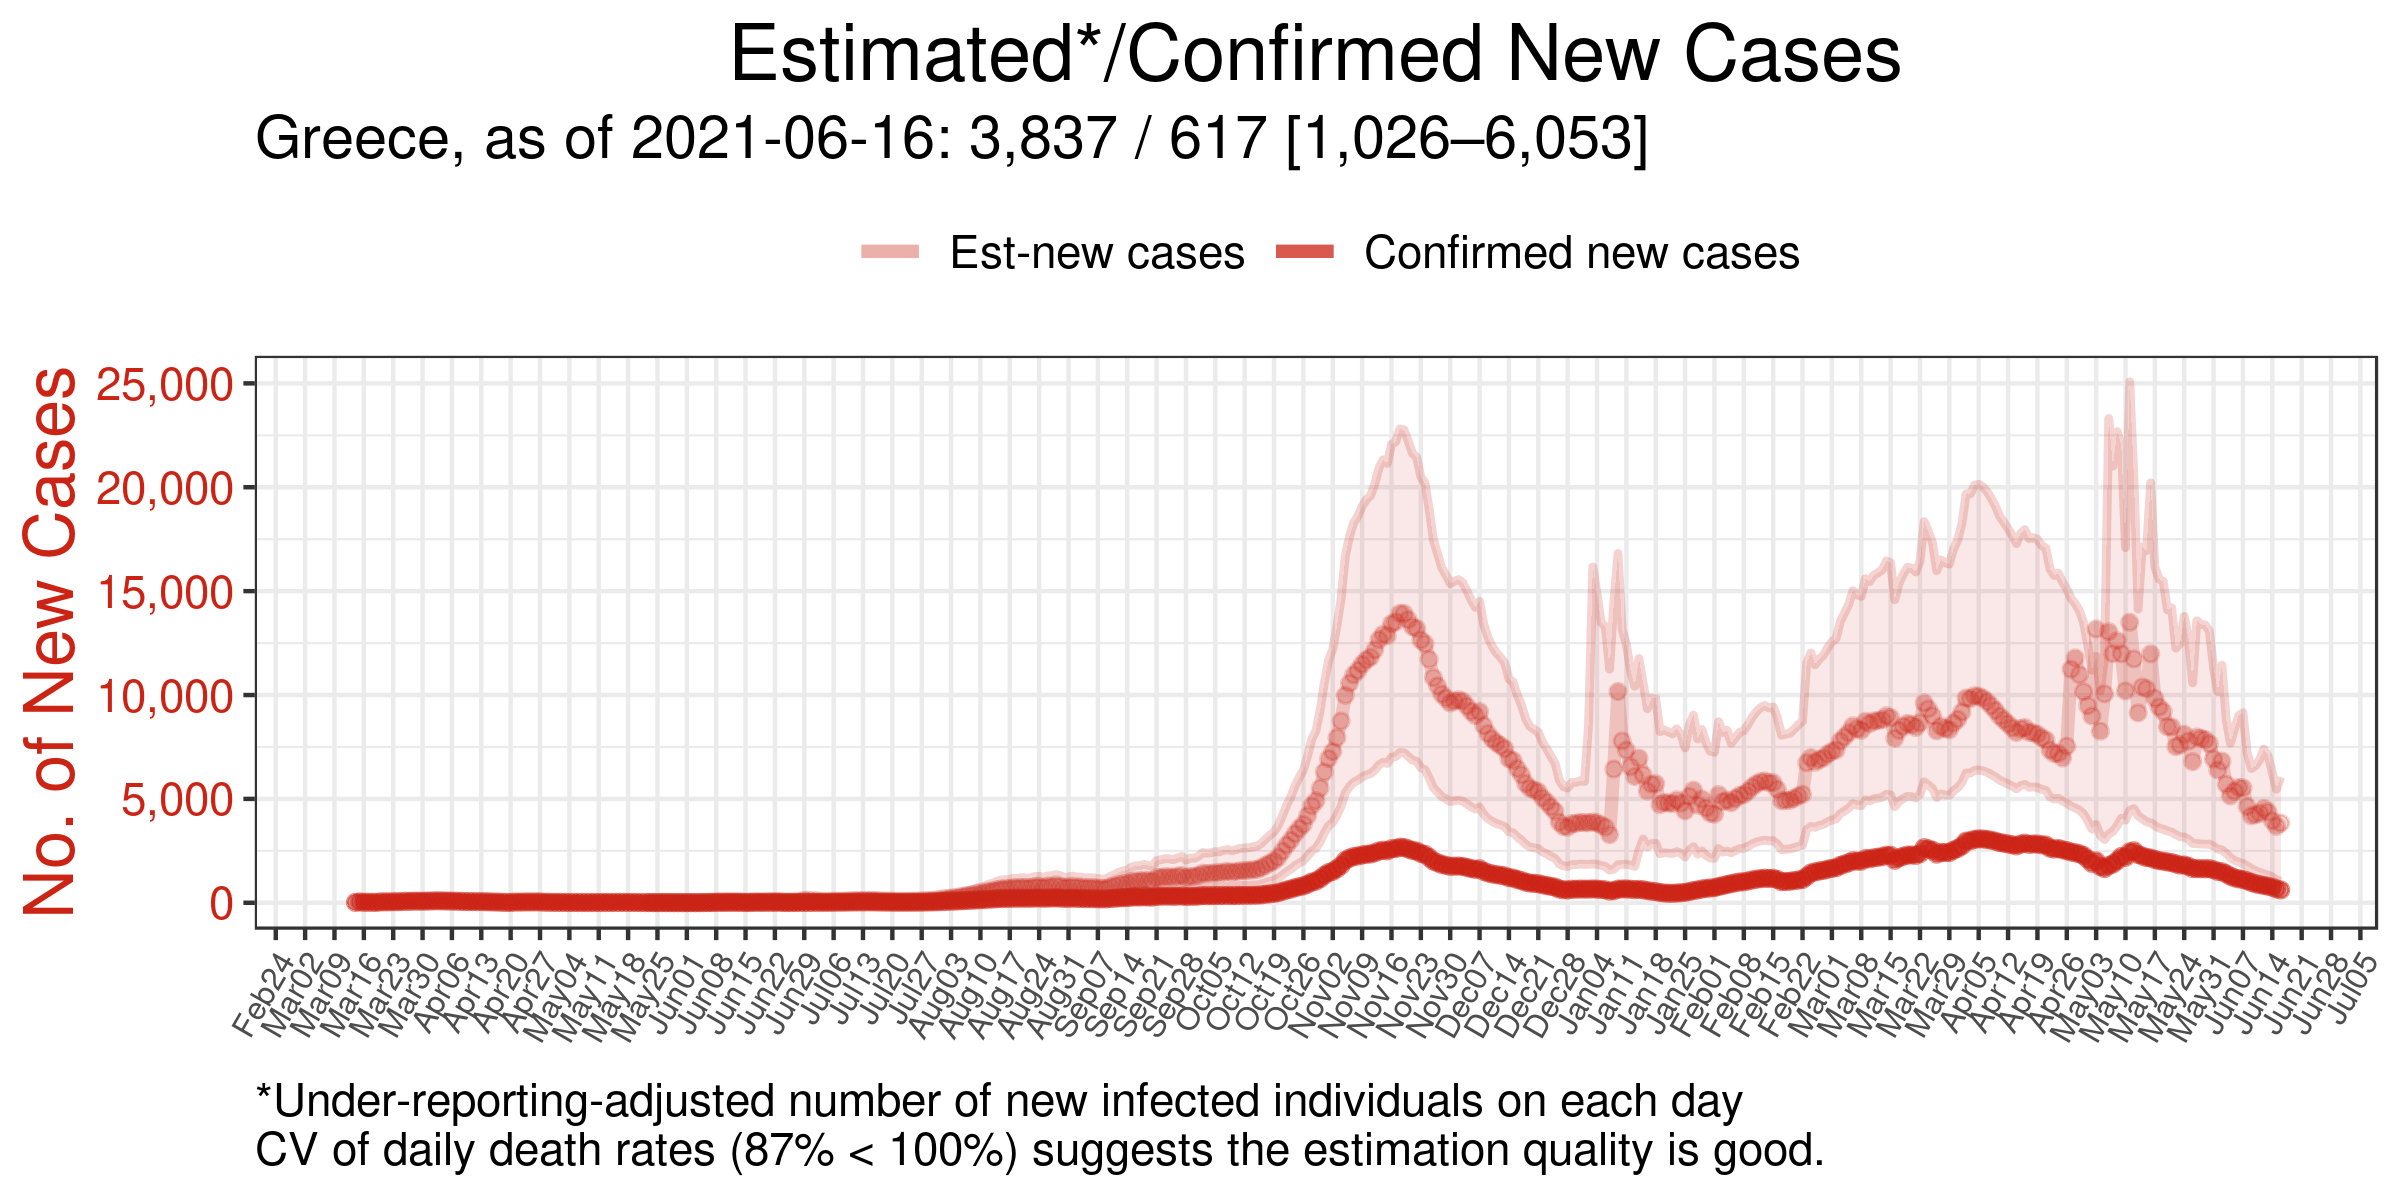 Estimated*/Confirmed New Cases
Greece, as of 2021-06-16: 3,837 / 617 [1,026–6,053]
Est-new cases Confirmed new cases
No. of New Cases
25,000
20,000
15,000
10,000
5,000
0
Feb24 Mar02 Mar09 Mar16 Mar23 Mar30 Apr06 Apr13 Apr20 Apr27 May04 May11 May18 May25 Jun01 Jun08 Jun15 Jun22 Jun29 Jul06 Jul13 Jul20 Jul27 Aug03 Aug10 Aug17 Aug24 Aug31 Sep07 Sep14 Sep21 Sep28 Oct05 Oct12 Oct19 Oct26 Nov02 Nov09 Nov16 Nov23 Nov30 Dec07 Dec14 Dec21 Dec28 Jan04 Jan11 Jan18 Jan25 Feb01 Feb08 Feb15 Feb22 Mar01 Mar08 Mar15 Mar22 Mar29 Apr05 Apr12 Apr19 Apr26 May03 May10 May17 May24 May31 Jun07 Jun14 Jun21 Jun28 Jul05
*Under-reporting-adjusted number of new infected individuals on each day
CV of daily death rates (87% < 100%) suggests the estimation quality is good.